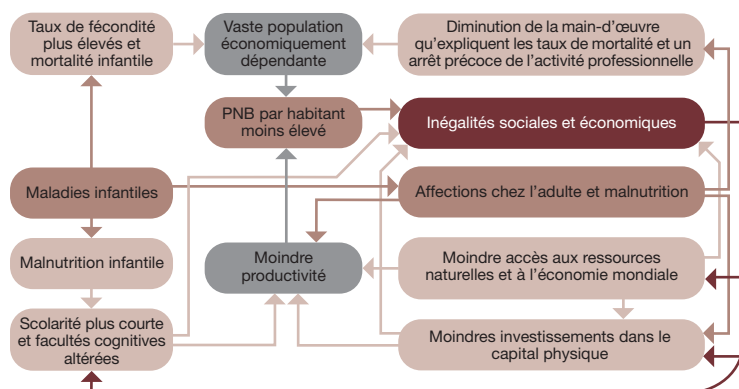 Taux de fécondité
plus élevés et
mortalité infantile
Vaste population
économiquement
dépendante
Diminution de la main-d’œuvre
qu’expliquent les taux de mortalité et un
arrêt précoce de l’activité professionnelle
PNB par habitant
moins élevé
Inégalités sociales et économiques
Maladies infantiles
Affections chez l’adulte et malnutrition
Malnutrition infantile
Moindre
productivité
Moindre accès aux ressources
naturelles et à l’économie mondiale
Scolarité plus courte
et facultés cognitives
altérées
Moindres investissements dans le
capital physique